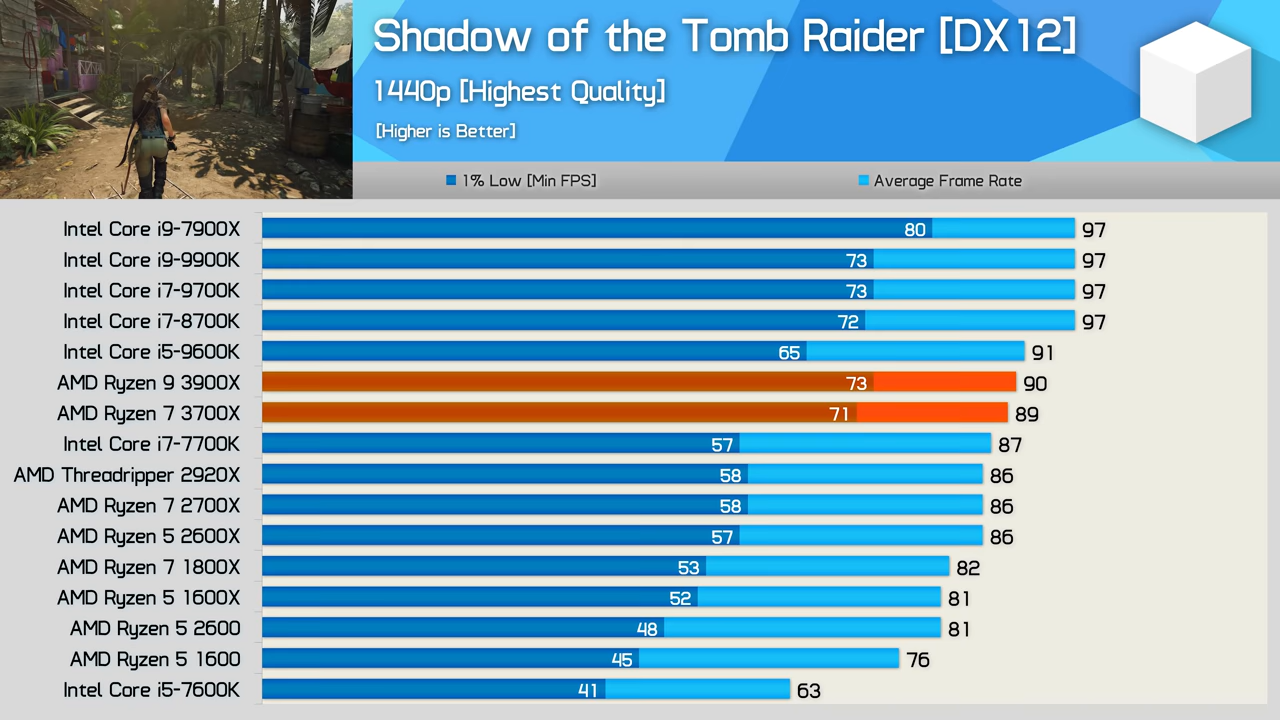 Shadow of the Tomb Raider [DX12]
1440p [Highest Quality]
[Higher is Better]
1% Low [Min FPS] Average Frame Rate
Intel Core i9-7900X 80 97
Intel Core i9-9900K 73 97
Intel Core i7-9700K 73 97
Intel Core i7-8700K 72 97
Intel Core i5-9600K 65 91
AMD Ryzen 9 3900X 73 90
AMD Ryzen 7 3700X 71 89
Intel Core i7-7700K 57 87
AMD Threadripper 2920X 58 86
AMD Ryzen 7 2700X 58 86
AMD Ryzen 5 2600X 57 86
AMD Ryzen 7 1800X 53 82
AMD Ryzen 5 1600X 52 81
AMD Ryzen 5 2600 48 81
AMD Ryzen 5 1600 45 76
Intel Core i5-7600K 41 63